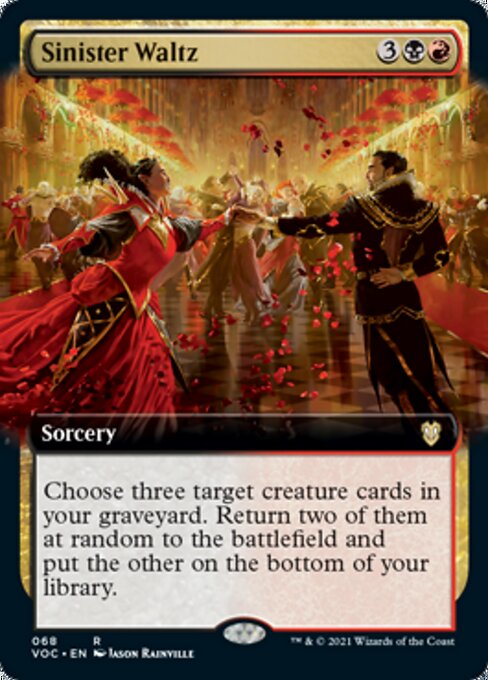 Sinister Waltz 3
Sorcery
Choose three target creature cards in
your graveyard. Return two of them
at random to the battlefield and
put the other on the bottom of your
library.
068 R
VOC • EN Jason Rainville
™ & © 2021 Wizards of the Coast